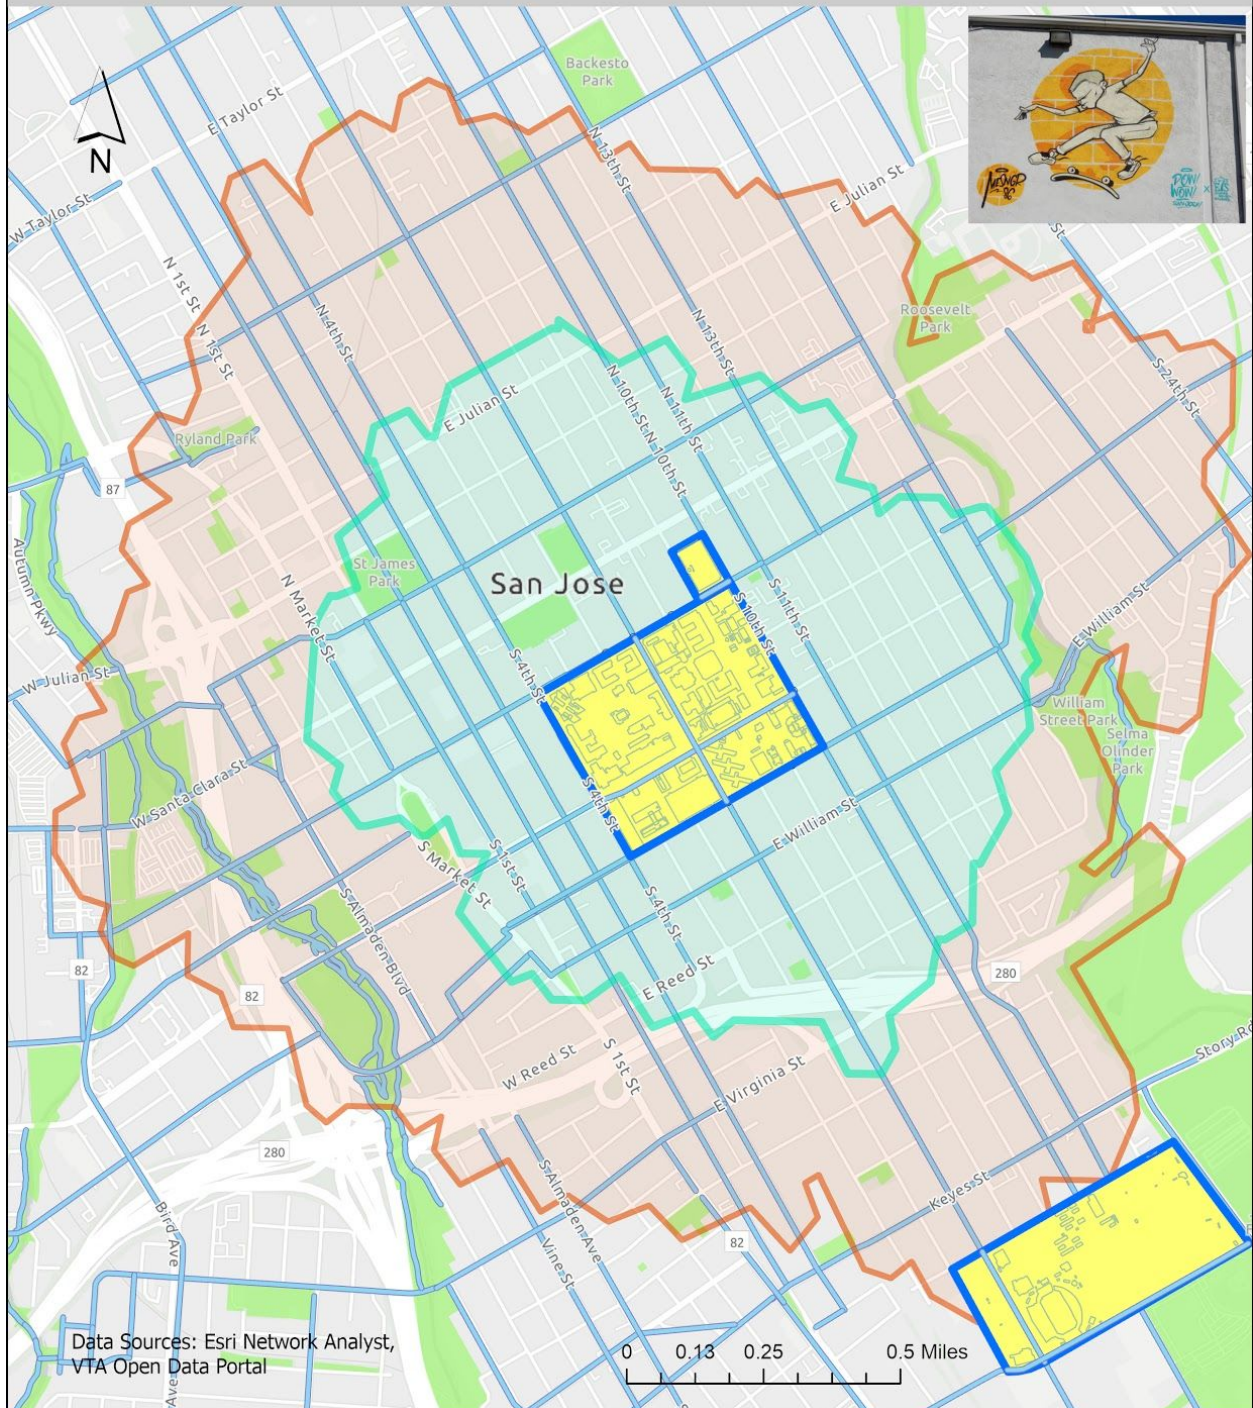 Backesto
Park
E Taylor St
N
N 13th St
E Julian St
W Taylor St
N 1st St
N 1st St
N 4th St
Roosevelt
Park
N 13th St
S 24th St
N 10th St
N 11th St
E Julian St
N 10th St
Ryland Park
87
Autumn Pkwy
St James
Park
San Jose
N Market St
S 10th St
S 11th St
E William St
W Julian St
S 4th St
William
Street Park
Selma
Olinder
Park
W Santa Clara St
S 4th St
E William St
S Market St
S 1st St
S Almaden Blvd
S 4th St
82
82
E Reed St
280
W Reed St
S 1st St
E Virginia St
Story Rd
280
S Almaden Ave
Keyes St
Bird Ave
Vine St
82
Data Sources: Esri Network Analyst,
VTA Open Data Portal
0 0.13 0.25 0.5 Miles
Ave
POW!
WOW!